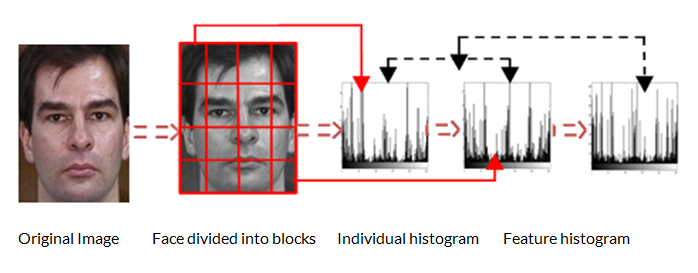 Original Image
Face divided into blocks
Individual histogram
Feature histogram